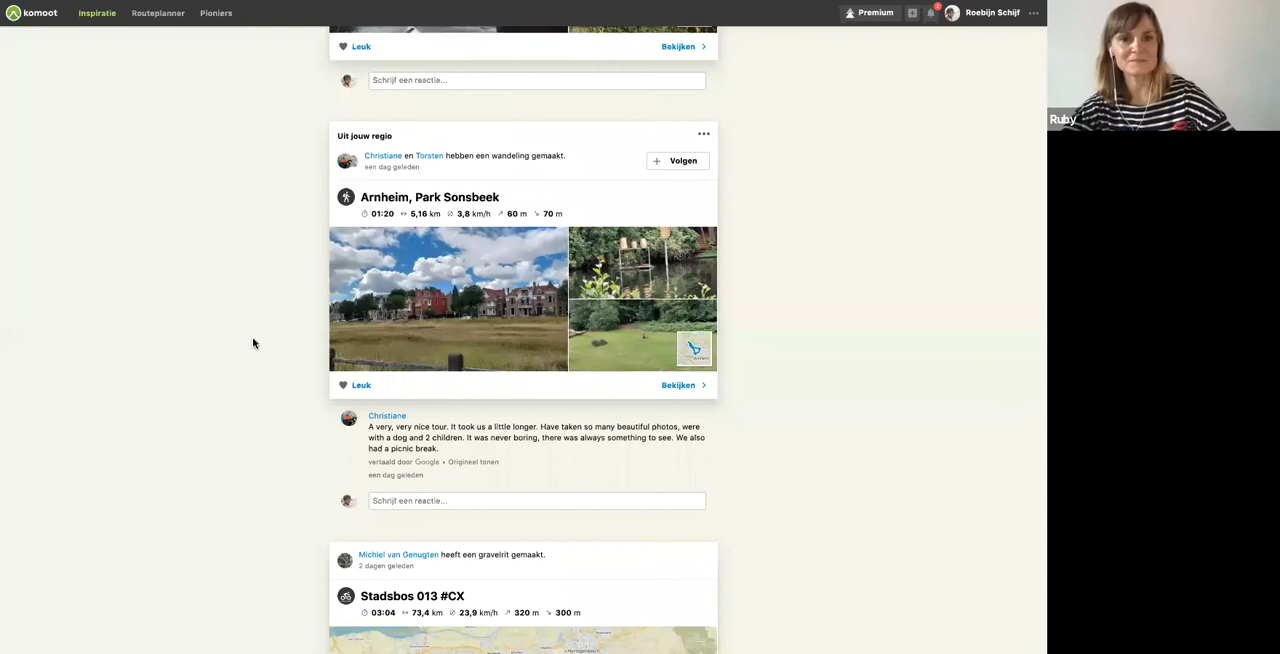 komoot
Inspiratie
Routeplanner
Pioniers
Premium
Roebijn Schijf
Leuk
Bekijken
Schrijf een reactie...
Uit jouw regio
Christiane en Torsten hebben een wandeling gemaakt.
een dag geleden
Volgen
Arnheim, Park Sonsbeek
01:20 5,16 km 3,8 km/h 60 m 70 m
Leuk
Bekijken
Christiane
A very, very nice tour. It took us a little longer. Have taken so many beautiful photos, were
with a dog and 2 children. It was never boring, there was always something to see. We also
had a picnic break.
vertaald door Google • Origineel tonen
een dag geleden
Schrijf een reactie...
Michiel van Genugten heeft een gravelrit gemaakt.
2 dagen geleden
Stadsbos 013 #CX
03:04 73,4 km 23,9 km/h 320 m 300 m
Ruby